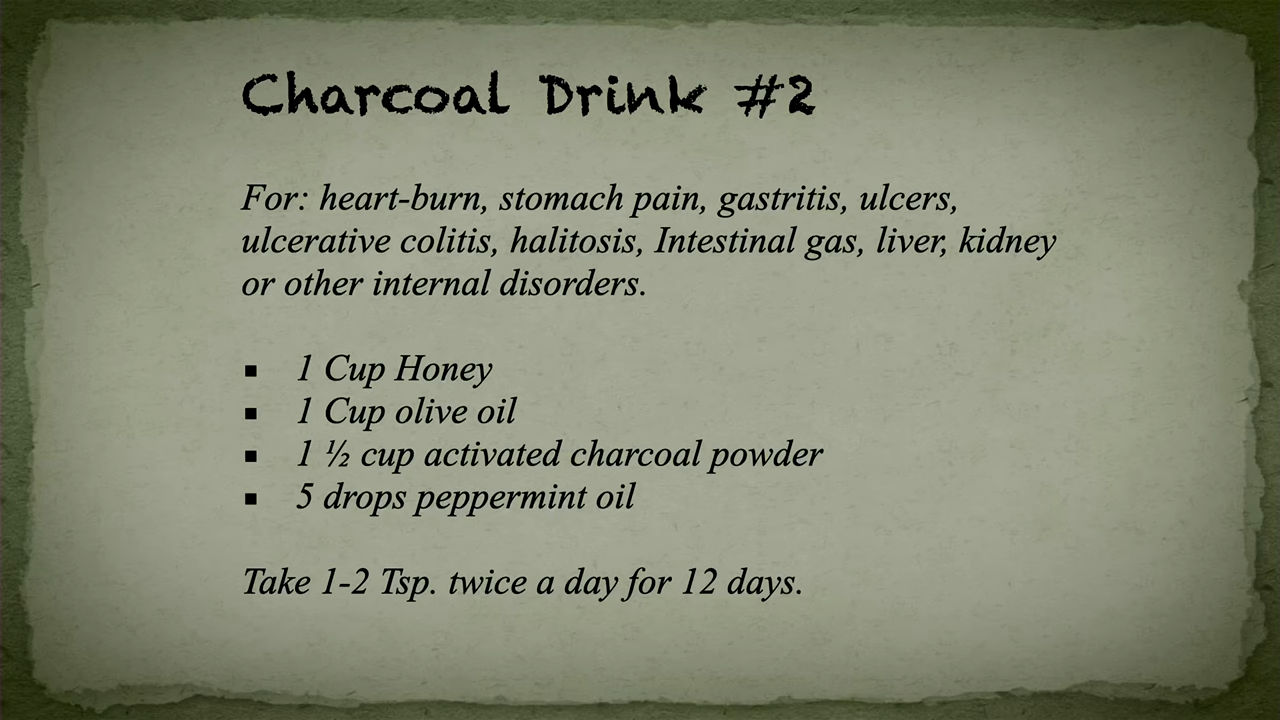 Charcoal Drink #2
For: heart-burn, stomach pain, gastritis, ulcers,
ulcerative colitis, halitosis, Intestinal gas, liver, kidney
or other internal disorders.
▪ 1 Cup Honey
▪ 1 Cup olive oil
▪ 1 ½ cup activated charcoal powder
▪ 5 drops peppermint oil
Take 1-2 Tsp. twice a day for 12 days.